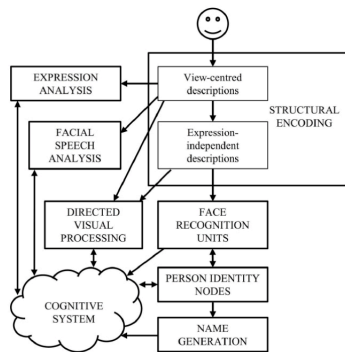 EXPRESSION
ANALYSIS
View-centred
descriptions
STRUCTURAL
ENCODING
FACIAL
SPEECH
ANALYSIS
Expression-
independent
descriptions
DIRECTED
VISUAL
PROCESSING
FACE
RECOGNITION
UNITS
COGNITIVE
SYSTEM
PERSON IDENTITY
NODES
NAME
GENERATION